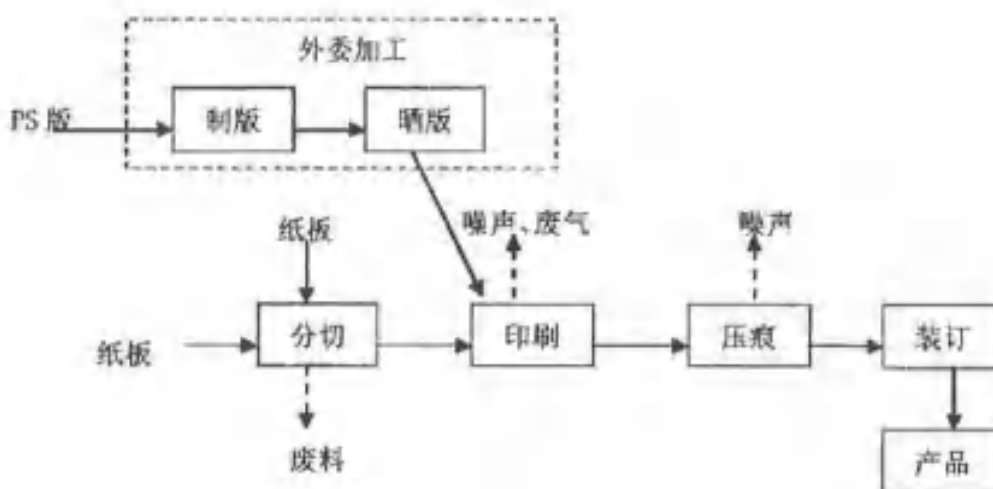 外委加工
PS 版
制版
晒版
纸板
噪声、废气
噪声
纸板
分切
印刷
压痕
装订
废料
产品